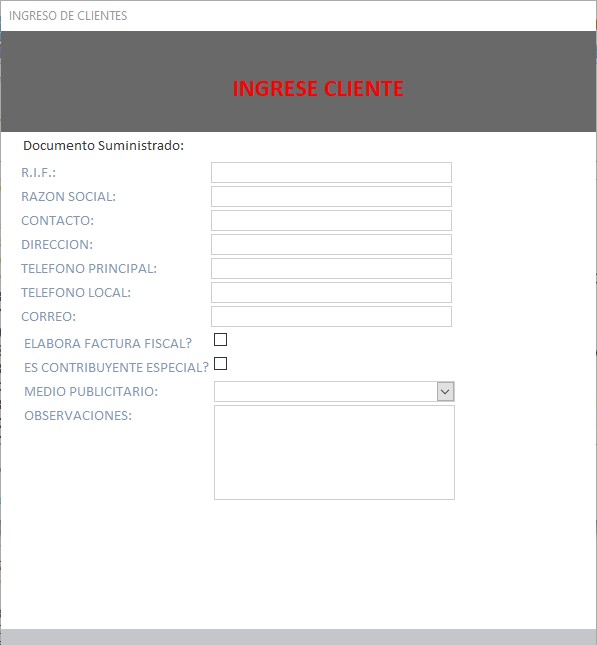 INGRESO DE CLIENTES
INGRESE CLIENTE
Documento Suministrado:
R.I.F.:
RAZON SOCIAL:
CONTACTO:
DIRECCION:
TELEFONO PRINCIPAL:
TELEFONO LOCAL:
CORREO:
ELABORA FACTURA FISCAL?
ES CONTRIBUYENTE ESPECIAL?
MEDIO PUBLICITARIO:
OBSERVACIONES: